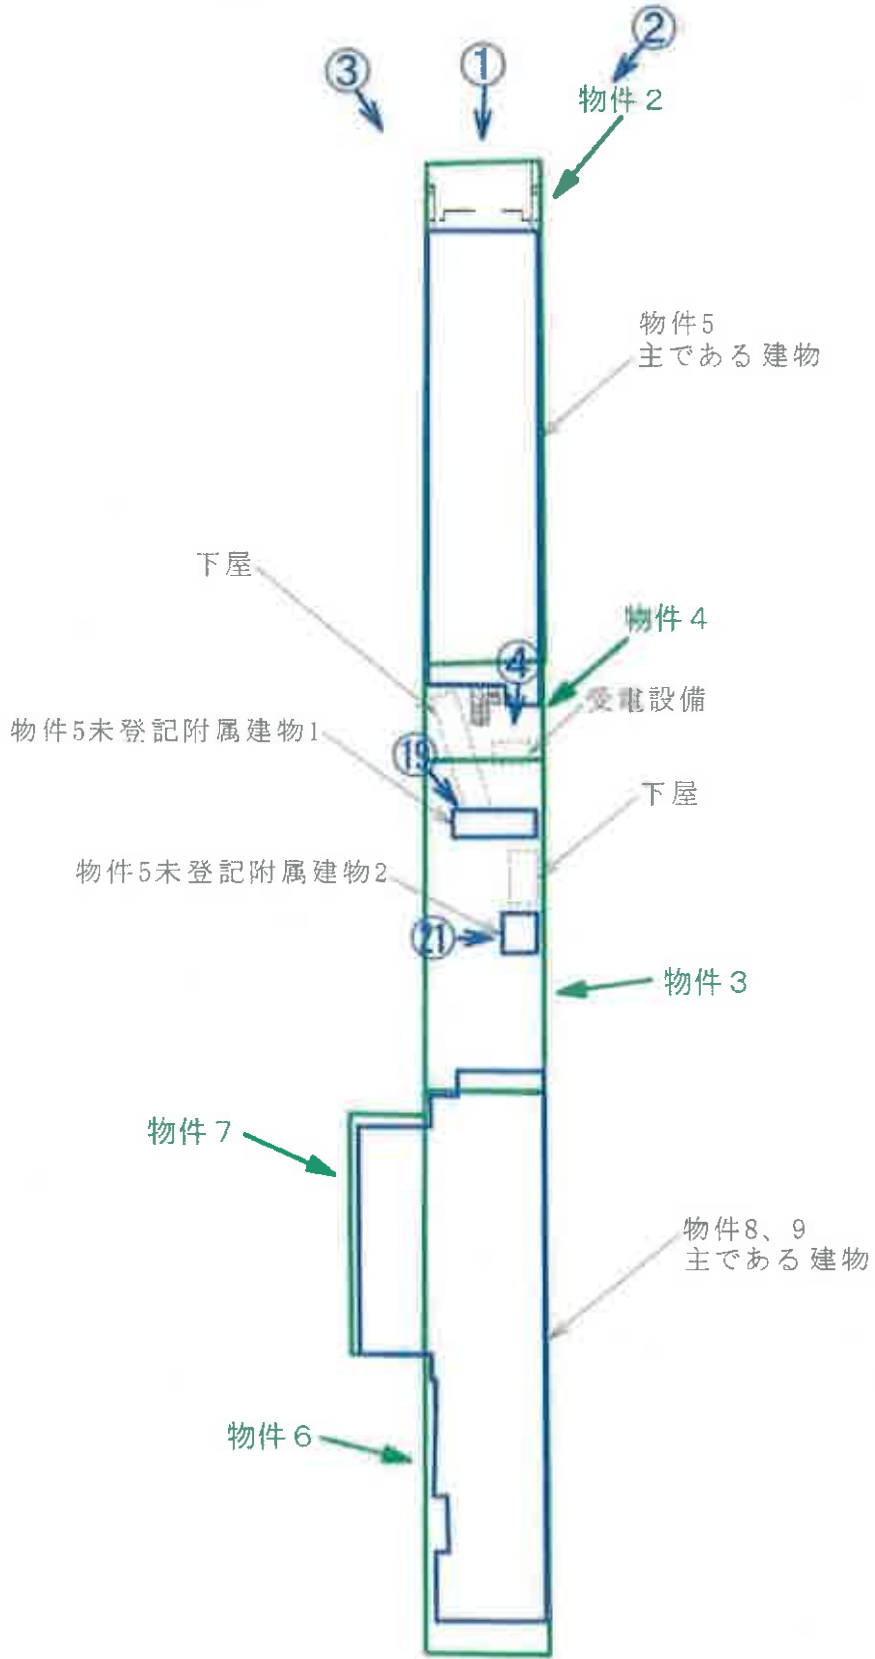 ②
③
①
物件2
物件5
主である建物
下屋
物件4
④
受電設備
物件5未登記附属建物1
⑲
下屋
物件5未登記附属建物2
㉑
物件3
物件7
物件8、9
主である建物
物件6